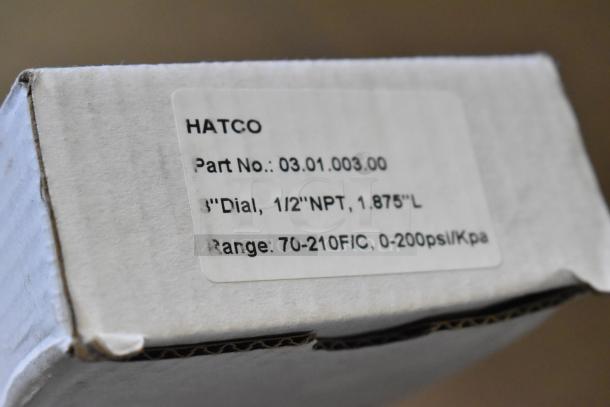 HATCO
Part No.: 03.01.003.00
3"Dial, 1/2"NPT, 1.875"L
Range: 70-210F/C, 0-200psi/Kpa